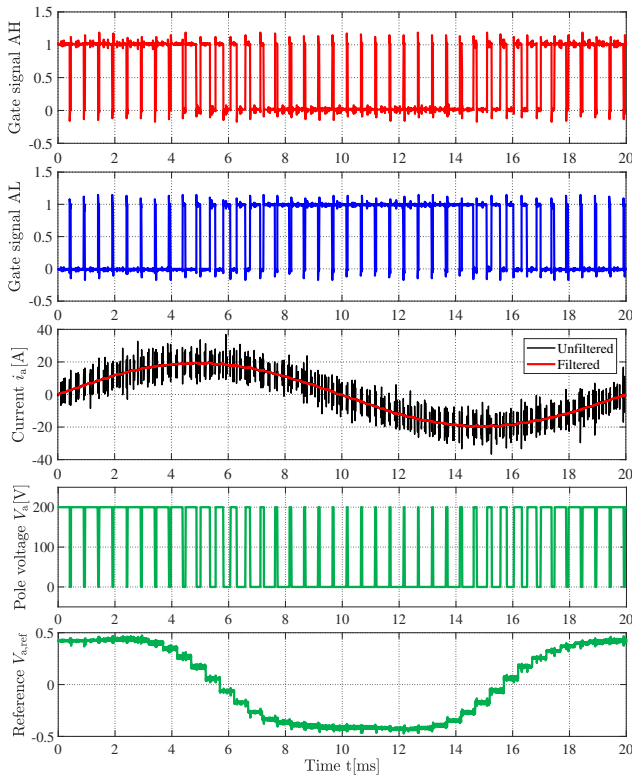 Gate signal AH
1.5
1
0.5
0
-0.5
0 2 4 6 8 10 12 14 16 18 20
Gate signal AL
1.5
1
0.5
0
-0.5
0 2 4 6 8 10 12 14 16 18 20
Current ia[A]
40
20
0
-20
-40
Unfiltered
Filtered
0 2 4 6 8 10 12 14 16 18 20
Pole voltage Va[V]
200
100
0
0 2 4 6 8 10 12 14 16 18 20
Reference Va,ref
0.5
0
-0.5
0 2 4 6 8 10 12 14 16 18 20
Time t[ms]